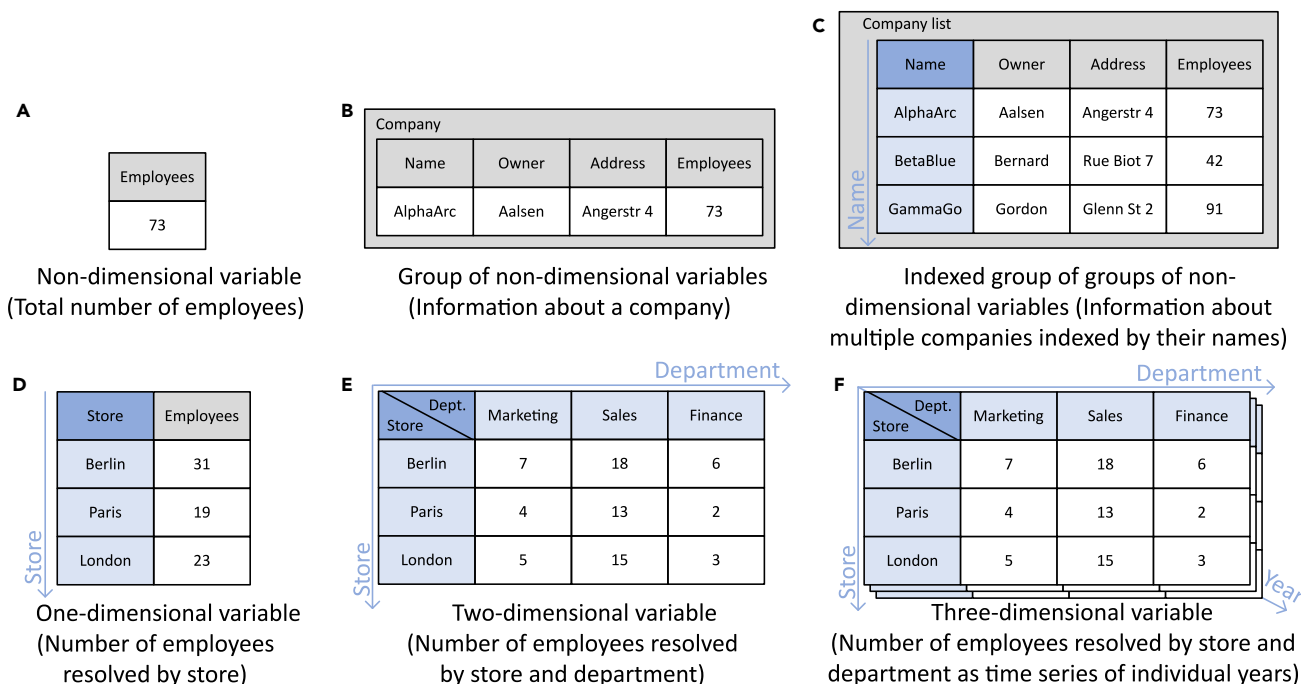 A
Employees
73
Non-dimensional variable
(Total number of employees)
B
Company
Name Owner Address Employees
AlphaArc Aalsen Angerstr 4 73
Group of non-dimensional variables
(Information about a company)
C
Company list
Name
Name Owner Address Employees
AlphaArc Aalsen Angerstr 4 73
BetaBlue Bernard Rue Biot 7 42
GammaGo Gordon Glenn St 2 91
Indexed group of groups of non-
dimensional variables (Information about
multiple companies indexed by their names)
D
Store
Store Employees
Berlin 31
Paris 19
London 23
One-dimensional variable
(Number of employees
resolved by store)
E
Department
Store
Dept.
Store Marketing Sales Finance
Berlin 7 18 6
Paris 4 13 2
London 5 15 3
Two-dimensional variable
(Number of employees resolved
by store and department)
F
Department
Store
Dept.
Store Marketing Sales Finance
Berlin 7 18 6
Paris 4 13 2
London 5 15 3
Year
Three-dimensional variable
(Number of employees resolved by store and
department as time series of individual years)